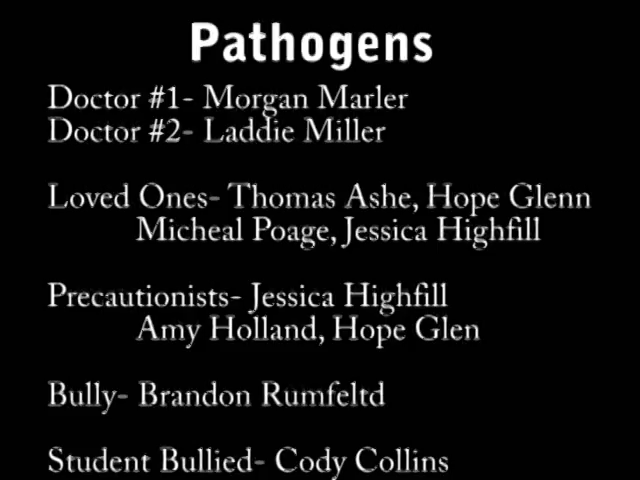 Pathogens
Doctor #1- Morgan Marler
Doctor #2- Laddie Miller
Loved Ones- Thomas Ashe, Hope Glenn
Micheal Poage, Jessica Highfill
Precautionists- Jessica Highfill
Amy Holland, Hope Glen
Bully- Brandon Rumfeltd
Student Bullied- Cody Collins